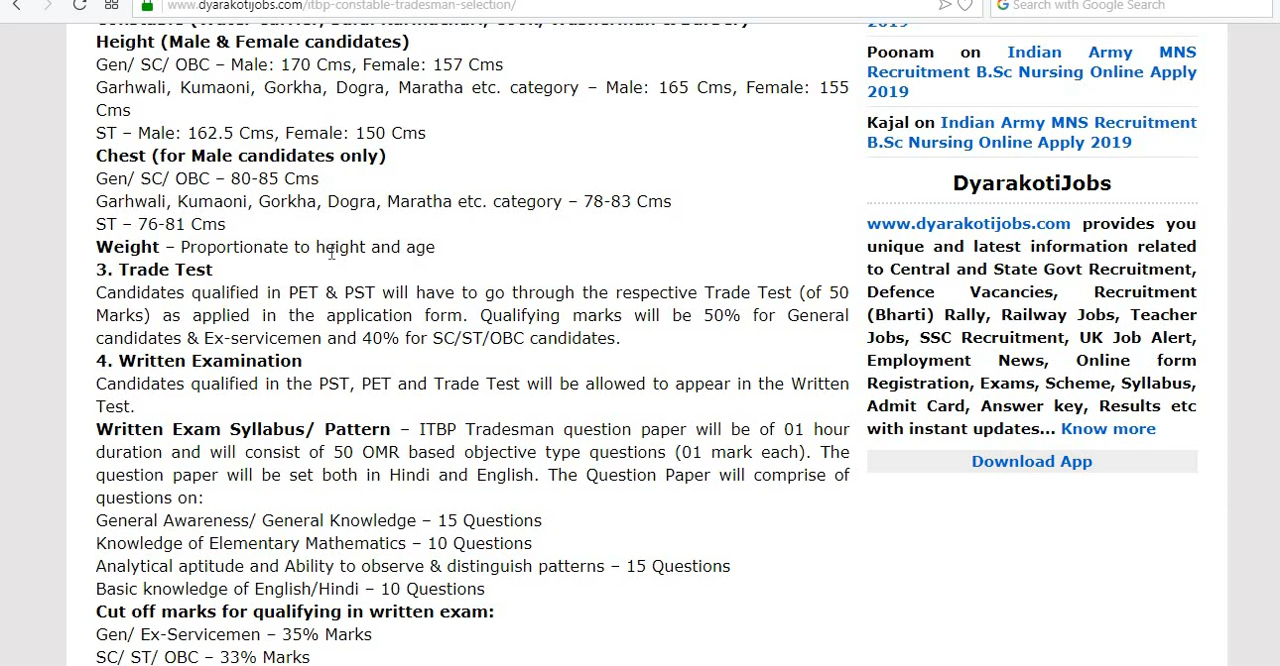 www.dyarakotijobs.com/itbp-constable-tradesman-selection/
Search with Google Search
Constable (Water Carrier, Safai Karmachari, Cook, Washerman & Barber)
Height (Male & Female candidates)
Gen/ SC/ OBC – Male: 170 Cms, Female: 157 Cms
Garhwali, Kumaoni, Gorkha, Dogra, Maratha etc. category – Male: 165 Cms, Female: 155
Cms
ST – Male: 162.5 Cms, Female: 150 Cms
Chest (for Male candidates only)
Gen/ SC/ OBC – 80-85 Cms
Garhwali, Kumaoni, Gorkha, Dogra, Maratha etc. category – 78-83 Cms
ST – 76-81 Cms
Weight – Proportionate to height and age
3. Trade Test
Candidates qualified in PET & PST will have to go through the respective Trade Test (of 50
Marks) as applied in the application form. Qualifying marks will be 50% for General
candidates & Ex-servicemen and 40% for SC/ST/OBC candidates.
4. Written Examination
Candidates qualified in the PST, PET and Trade Test will be allowed to appear in the Written
Test.
Written Exam Syllabus/ Pattern – ITBP Tradesman question paper will be of 01 hour
duration and will consist of 50 OMR based objective type questions (01 mark each). The
question paper will be set both in Hindi and English. The Question Paper will comprise of
questions on:
General Awareness/ General Knowledge – 15 Questions
Knowledge of Elementary Mathematics – 10 Questions
Analytical aptitude and Ability to observe & distinguish patterns – 15 Questions
Basic knowledge of English/Hindi – 10 Questions
Cut off marks for qualifying in written exam:
Gen/ Ex-Servicemen – 35% Marks
SC/ ST/ OBC – 33% Marks
2019
Poonam on Indian Army MNS
Recruitment B.Sc Nursing Online Apply
2019
Kajal on Indian Army MNS Recruitment
B.Sc Nursing Online Apply 2019
DyarakotiJobs
www.dyarakotijobs.com provides you
unique and latest information related
to Central and State Govt Recruitment,
Defence Vacancies, Recruitment
(Bharti) Rally, Railway Jobs, Teacher
Jobs, SSC Recruitment, UK Job Alert,
Employment News, Online form
Registration, Exams, Scheme, Syllabus,
Admit Card, Answer key, Results etc
with instant updates... Know more
Download App